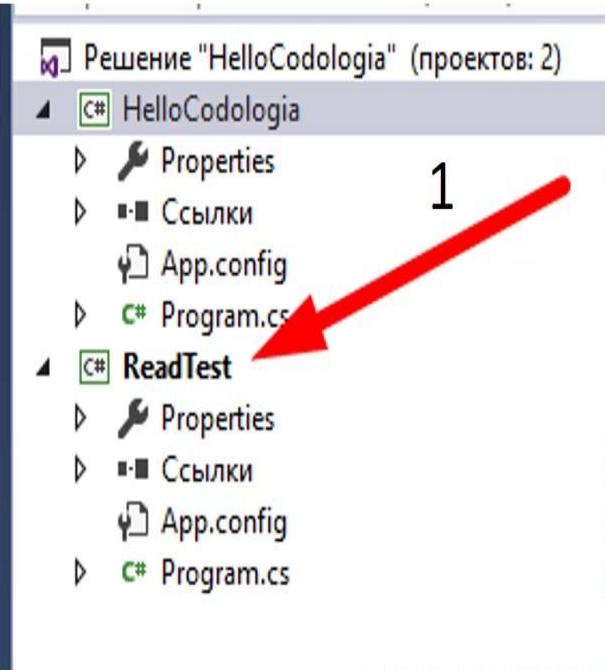 Решение "HelloCodologia" (проектов: 2)
C# HelloCodologia
Properties
1
Ссылки
App.config
C# Program.cs
C# ReadTest
Properties
Ссылки
App.config
C# Program.cs